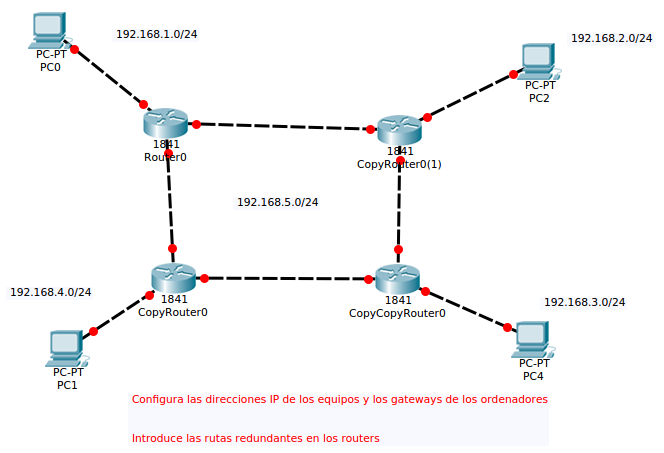 192.168.1.0/24
192.168.2.0/24
PC-PT
PC0
PC-PT
PC2
1841
Router0
1841
CopyRouter0(1)
192.168.5.0/24
192.168.4.0/24
1841
CopyRouter0
1841
CopyCopyRouter0
192.168.3.0/24
PC-PT
PC1
PC-PT
PC4
Configura las direcciones IP de los equipos y los gateways de los ordenadores
Introduce las rutas redundantes en los routers